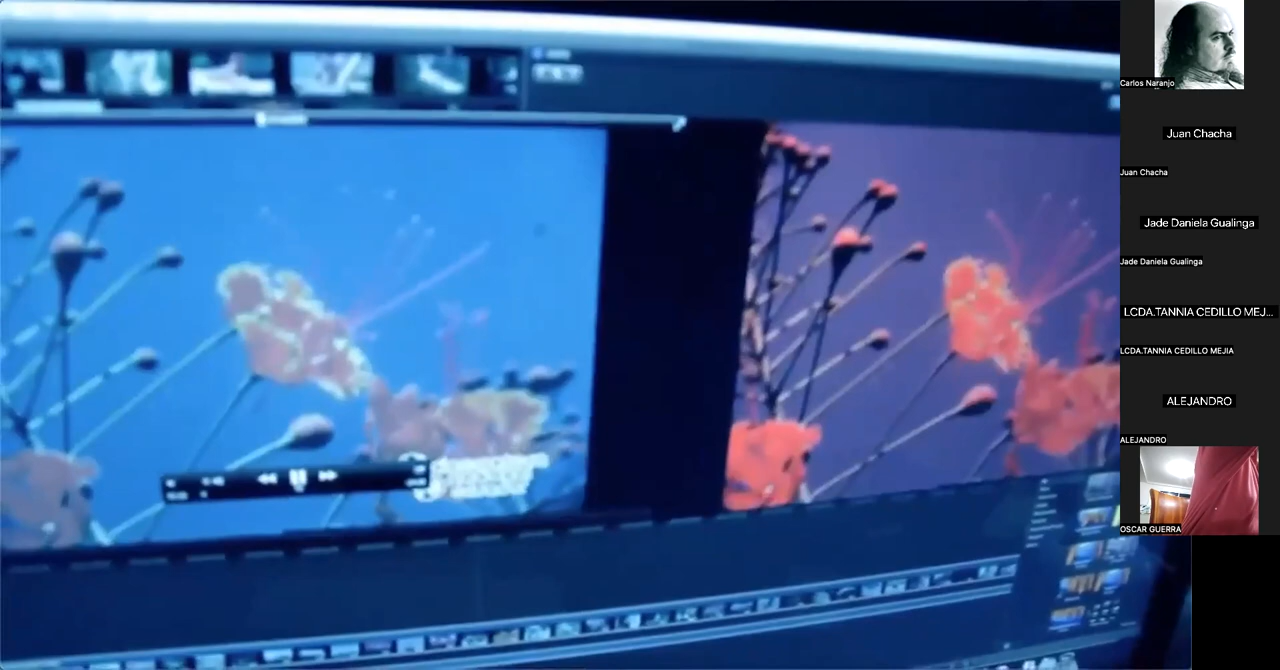 Carlos Naranjo
Juan Chacha
Juan Chacha
Jade Daniela Gualinga
Jade Daniela Gualinga
LCDA.TANNIA CEDILLO MEJ...
LCDA.TANNIA CEDILLO MEJIA
ALEJANDRO
ALEJANDRO
OSCAR GUERRA